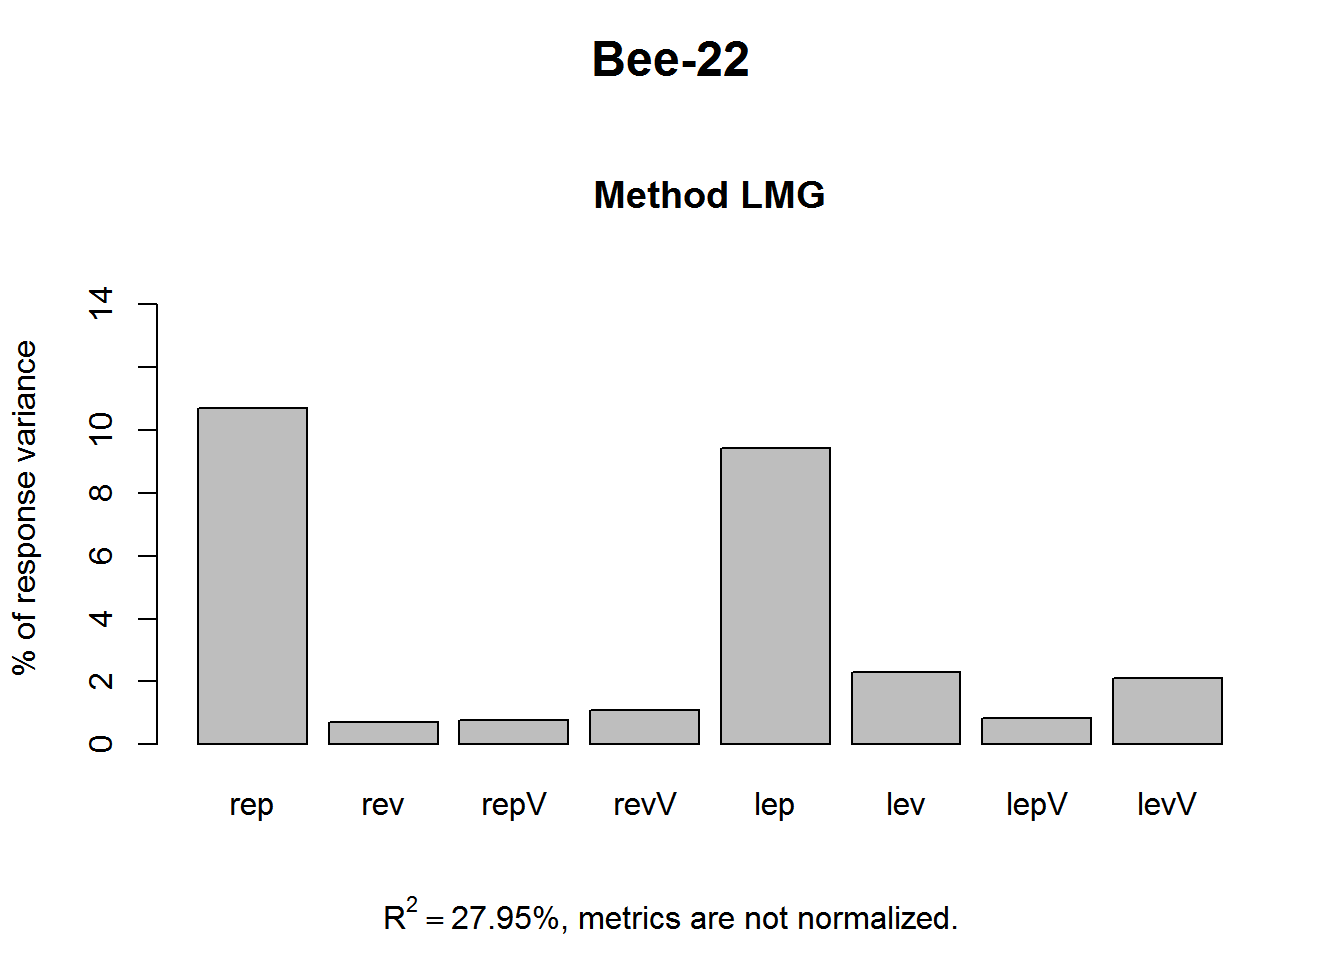 Bee-22
Method LMG
% of response variance
14
10
8
6
4
2
0
rep rev repV revV lep lev lepV levV
R² = 27.95%, metrics are not normalized.